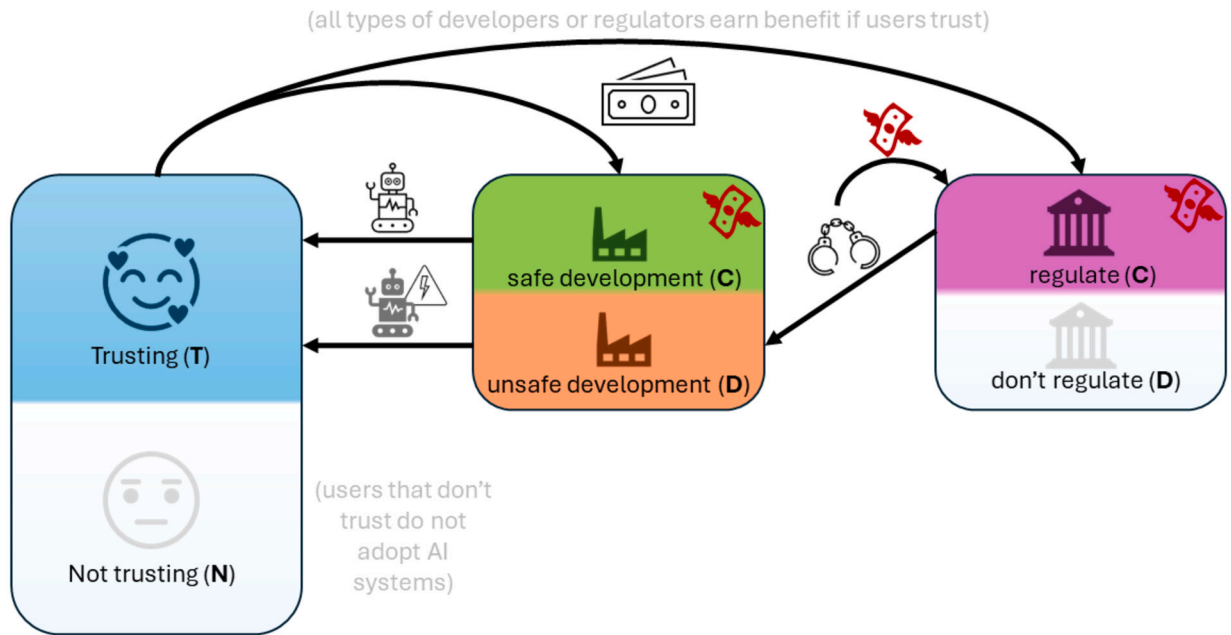 (all types of developers or regulators earn benefit if users trust)
safe development (C)
regulate (C)
Trusting (T)
unsafe development (D)
don't regulate (D)
(users that don't
trust do not
adopt AI
systems)
Not trusting (N)